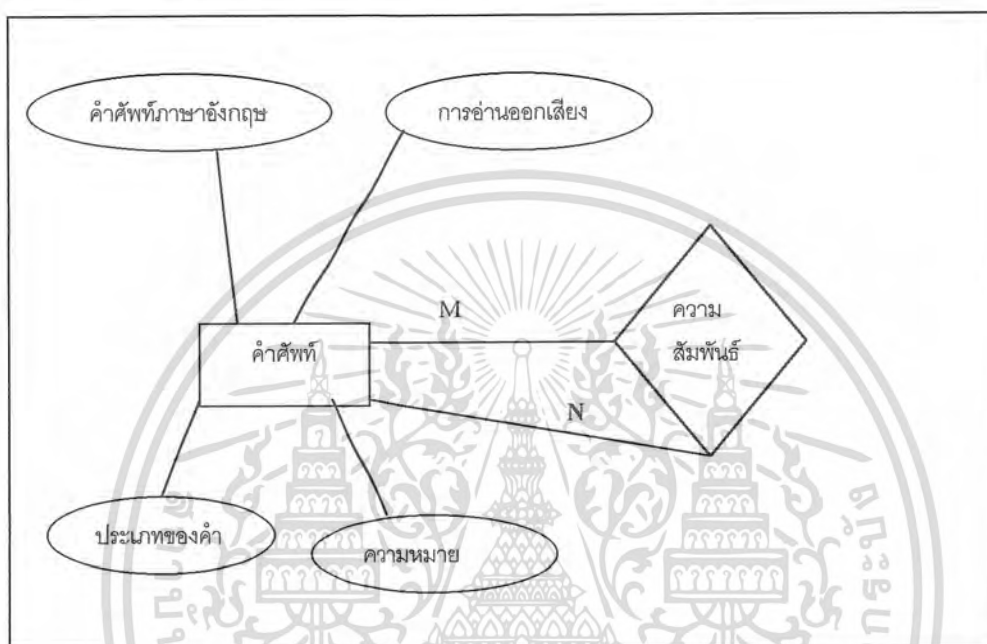 คำศัพท์ภาษาอังกฤษ
การอ่านออกเสียง
M
ความ
สัมพันธ์
คำศัพท์
N
ประเภทของคำ
ความหมาย